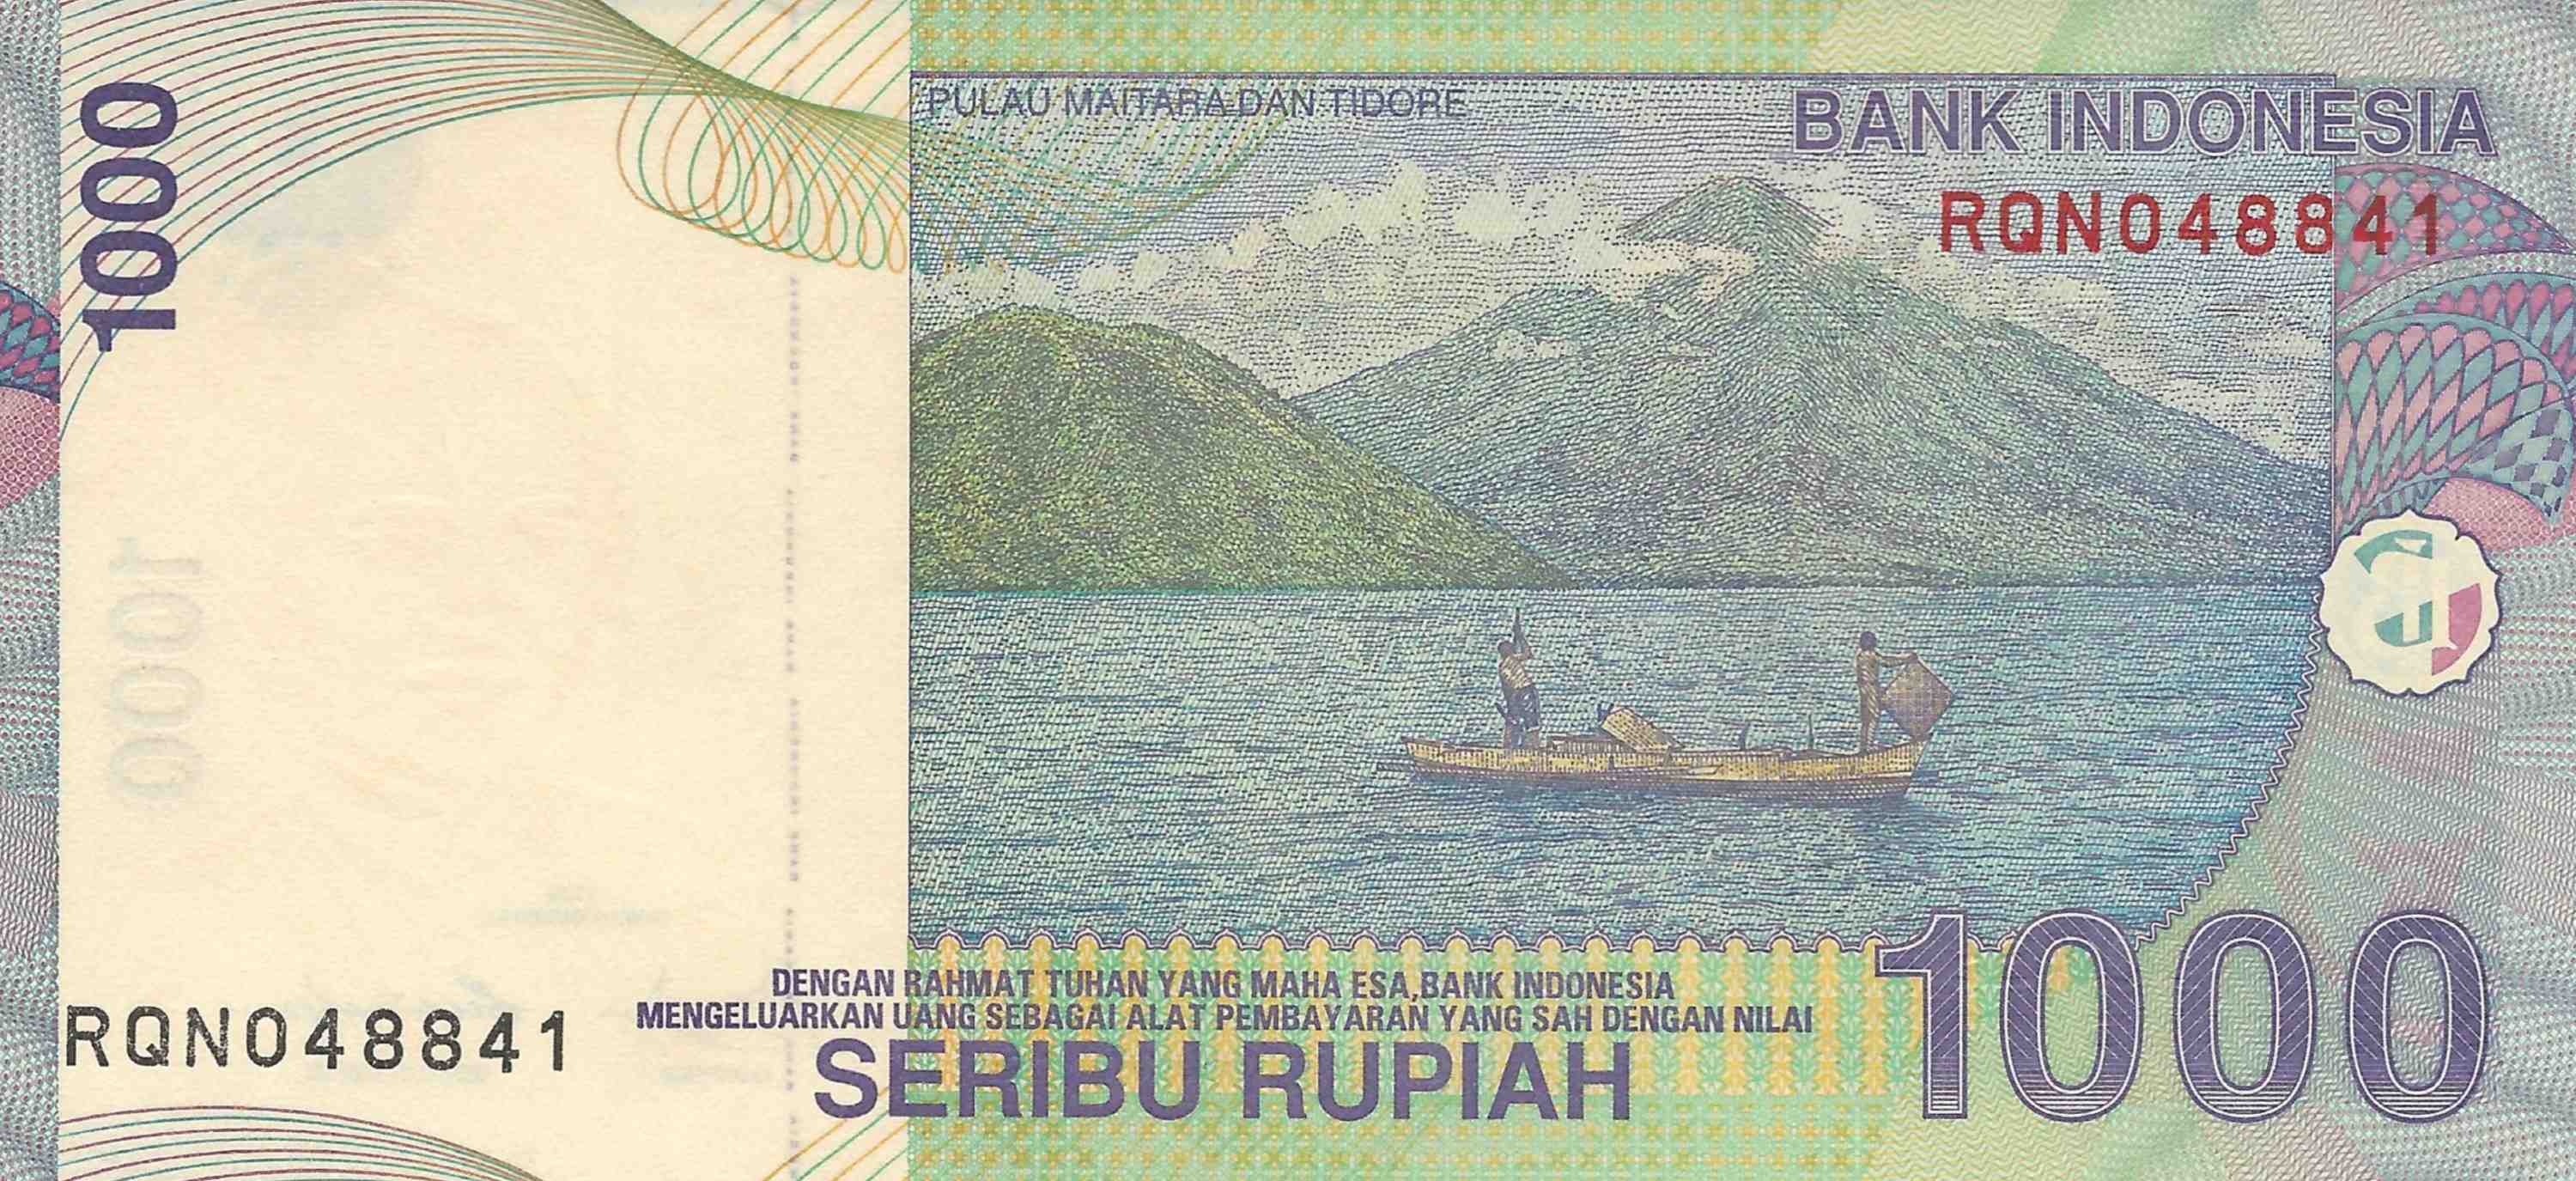 1000
PULAU MAITARA DAN TIDORE
BANK INDONESIA
RQN048841
1000
RQN048841
DENGAN RAHMAT TUHAN YANG MAHA ESA,BANK INDONESIA
MENGELUARKAN UANG SEBAGAI ALAT PEMBAYARAN YANG SAH DENGAN NILAI
SERIBU RUPIAH
1000